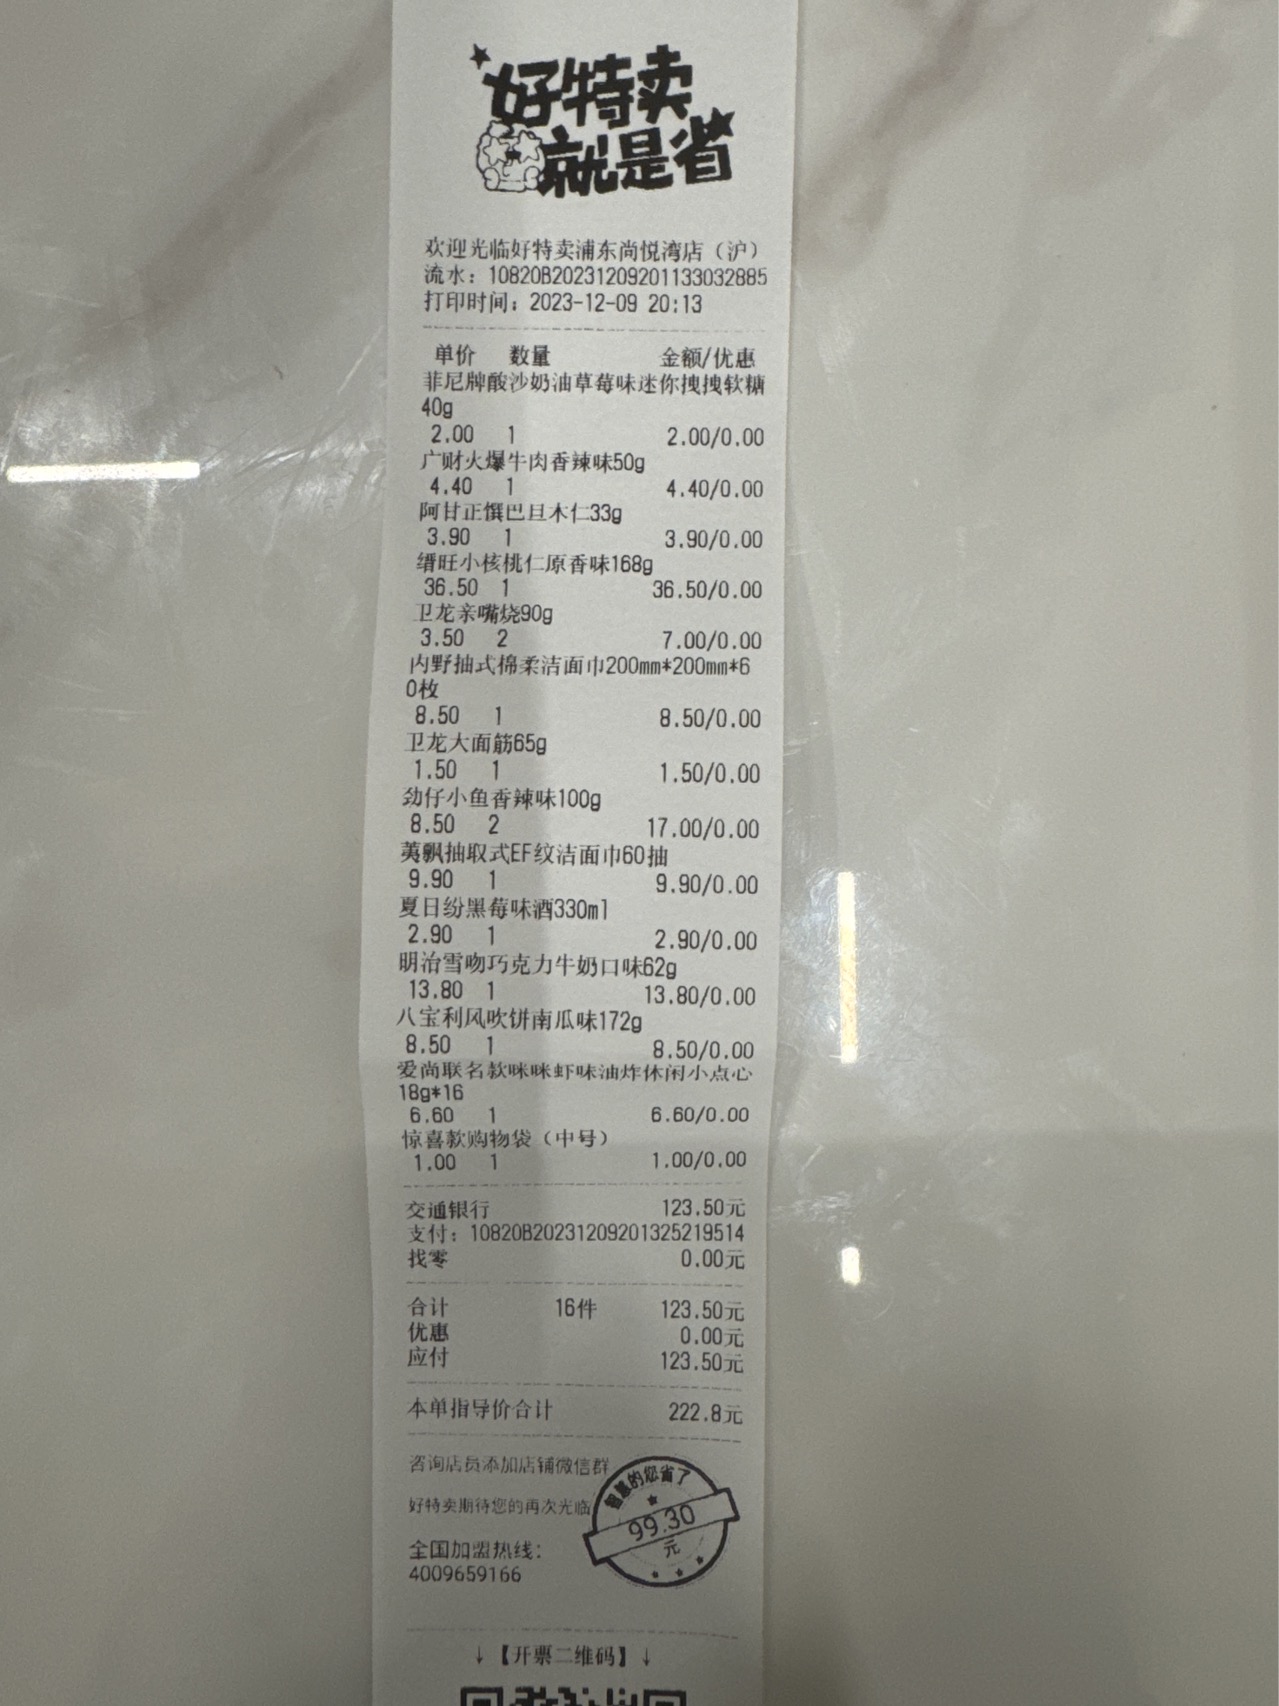 好特卖
就是省
欢迎光临好特卖浦东尚悦湾店（沪）
流水：10820B20231209201133032885
打印时间：2023-12-09 20:13
单价 数量 金额/优惠
菲尼牌酸沙奶油草莓味迷你拽拽软糖
40g
2.00 1 2.00/0.00
广财火爆牛肉香辣味50g
4.40 1 4.40/0.00
阿甘正馔巴旦木仁33g
3.90 1 3.90/0.00
缙旺小核桃仁原香味168g
36.50 1 36.50/0.00
卫龙亲嘴烧90g
3.50 2 7.00/0.00
内野抽式棉柔洁面巾200mm*200mm*6
0枚
8.50 1 8.50/0.00
卫龙大面筋65g
1.50 1 1.50/0.00
劲仔小鱼香辣味100g
8.50 2 17.00/0.00
英飘抽取式EF纹洁面巾60抽
9.90 1 9.90/0.00
夏日纷黑莓味酒330ml
2.90 1 2.90/0.00
明治雪吻巧克力牛奶口味62g
13.80 1 13.80/0.00
八宝利风吹饼南瓜味172g
8.50 1 8.50/0.00
爱尚联名款咪咪虾味油炸休闲小点心
18g*16
6.60 1 6.60/0.00
惊喜款购物袋（中号）
1.00 1 1.00/0.00
交通银行 123.50元
支付：10820B20231209201325219514
找零 0.00元
合计 16件 123.50元
优惠 0.00元
应付 123.50元
本单指导价合计 222.8元
咨询店员添加店铺微信群
好特卖期待您的再次光临
智慧的您省了
99.30
元
全国加盟热线：
4009659166
↓【开票二维码】↓